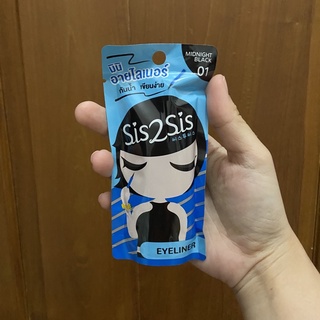 มินิ
อายไลเนอร์
กันน้ำ เขียนง่าย
MIDNIGHT
BLACK
01
Sis2Sis
EYELINER